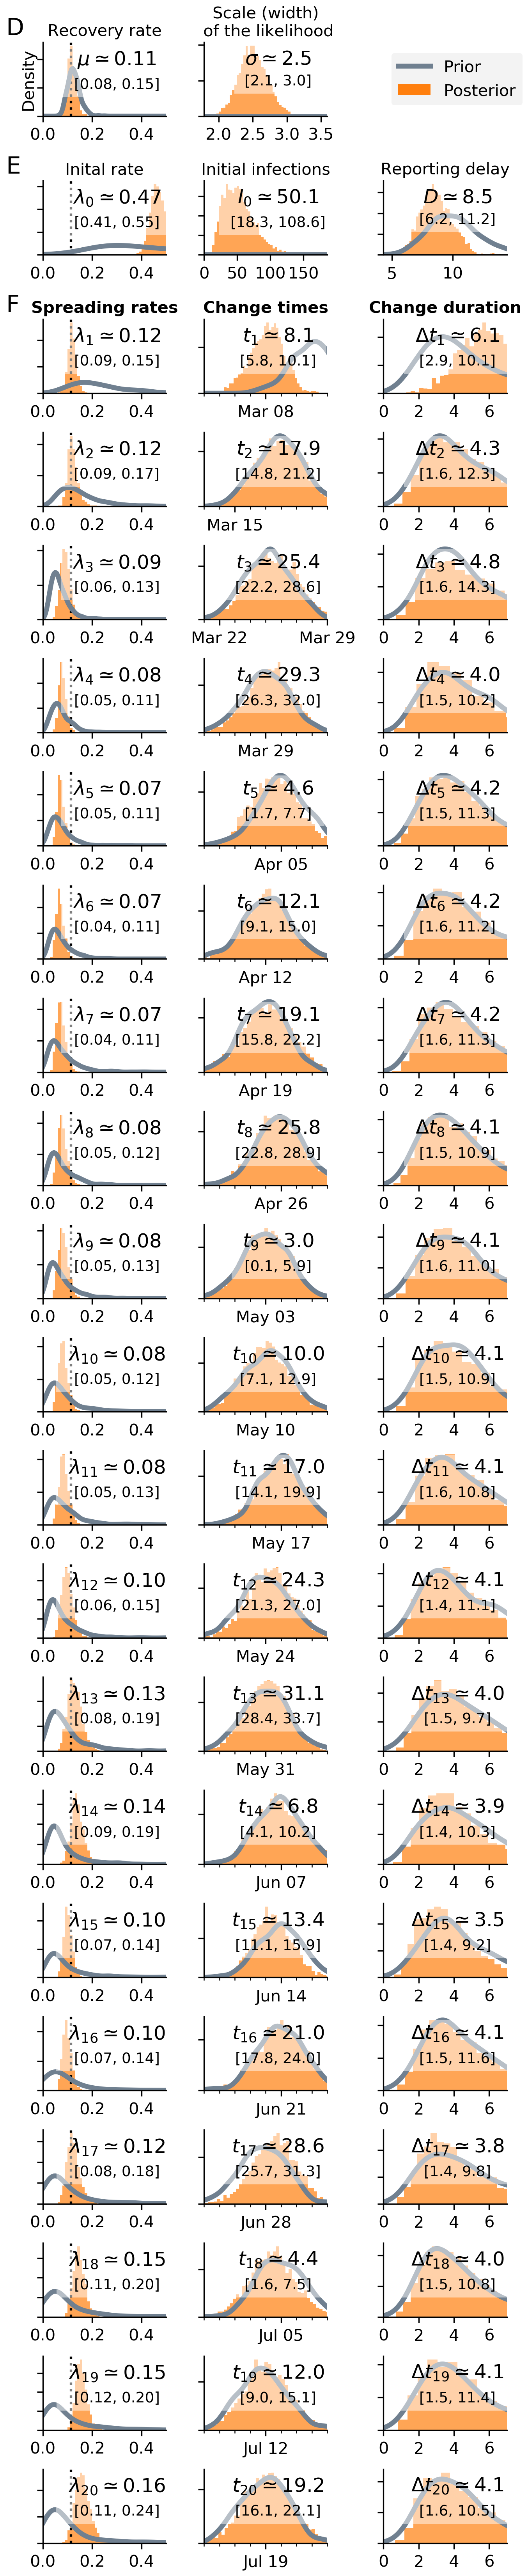 D
Recovery rate
Scale (width)
of the likelihood
Density
μ ≃ 0.11
[0.08, 0.15]
σ ≃ 2.5
[2.1, 3.0]
Prior
Posterior
0.0 0.2 0.4
2.0 2.5 3.0 3.5
E
Inital rate
Initial infections
Reporting delay
λ0 ≃ 0.47
[0.41, 0.55]
I0 ≃ 50.1
[18.3, 108.6]
D ≃ 8.5
[6.2, 11.2]
0.0 0.2 0.4
0 50 100 150
5 10
F
Spreading rates
Change times
Change duration
λ1 ≃ 0.12
[0.09, 0.15]
t1 ≃ 8.1
[5.8, 10.1]
Δt1 ≃ 6.1
[2.9, 10.1]
0.0 0.2 0.4
Mar 08
0 2 4 6
λ2 ≃ 0.12
[0.09, 0.17]
t2 ≃ 17.9
[14.8, 21.2]
Δt2 ≃ 4.3
[1.6, 12.3]
0.0 0.2 0.4
Mar 15
0 2 4 6
λ3 ≃ 0.09
[0.06, 0.13]
t3 ≃ 25.4
[22.2, 28.6]
Δt3 ≃ 4.8
[1.6, 14.3]
0.0 0.2 0.4
Mar 22 Mar 29
0 2 4 6
λ4 ≃ 0.08
[0.05, 0.11]
t4 ≃ 29.3
[26.3, 32.0]
Δt4 ≃ 4.0
[1.5, 10.2]
0.0 0.2 0.4
Mar 29
0 2 4 6
λ5 ≃ 0.07
[0.05, 0.11]
t5 ≃ 4.6
[1.7, 7.7]
Δt5 ≃ 4.2
[1.5, 11.3]
0.0 0.2 0.4
Apr 05
0 2 4 6
λ6 ≃ 0.07
[0.04, 0.11]
t6 ≃ 12.1
[9.1, 15.0]
Δt6 ≃ 4.2
[1.6, 11.2]
0.0 0.2 0.4
Apr 12
0 2 4 6
λ7 ≃ 0.07
[0.04, 0.11]
t7 ≃ 19.1
[15.8, 22.2]
Δt7 ≃ 4.2
[1.6, 11.3]
0.0 0.2 0.4
Apr 19
0 2 4 6
λ8 ≃ 0.08
[0.05, 0.12]
t8 ≃ 25.8
[22.8, 28.9]
Δt8 ≃ 4.1
[1.5, 10.9]
0.0 0.2 0.4
Apr 26
0 2 4 6
λ9 ≃ 0.08
[0.05, 0.13]
t9 ≃ 3.0
[0.1, 5.9]
Δt9 ≃ 4.1
[1.6, 11.0]
0.0 0.2 0.4
May 03
0 2 4 6
λ10 ≃ 0.08
[0.05, 0.12]
t10 ≃ 10.0
[7.1, 12.9]
Δt10 ≃ 4.1
[1.5, 10.9]
0.0 0.2 0.4
May 10
0 2 4 6
λ11 ≃ 0.08
[0.05, 0.13]
t11 ≃ 17.0
[14.1, 19.9]
Δt11 ≃ 4.1
[1.6, 10.8]
0.0 0.2 0.4
May 17
0 2 4 6
λ12 ≃ 0.10
[0.06, 0.15]
t12 ≃ 24.3
[21.3, 27.0]
Δt12 ≃ 4.1
[1.4, 11.1]
0.0 0.2 0.4
May 24
0 2 4 6
λ13 ≃ 0.13
[0.08, 0.19]
t13 ≃ 31.1
[28.4, 33.7]
Δt13 ≃ 4.0
[1.5, 9.7]
0.0 0.2 0.4
May 31
0 2 4 6
λ14 ≃ 0.14
[0.09, 0.19]
t14 ≃ 6.8
[4.1, 10.2]
Δt14 ≃ 3.9
[1.4, 10.3]
0.0 0.2 0.4
Jun 07
0 2 4 6
λ15 ≃ 0.10
[0.07, 0.14]
t15 ≃ 13.4
[11.1, 15.9]
Δt15 ≃ 3.5
[1.4, 9.2]
0.0 0.2 0.4
Jun 14
0 2 4 6
λ16 ≃ 0.10
[0.07, 0.14]
t16 ≃ 21.0
[17.8, 24.0]
Δt16 ≃ 4.1
[1.5, 11.6]
0.0 0.2 0.4
Jun 21
0 2 4 6
λ17 ≃ 0.12
[0.08, 0.18]
t17 ≃ 28.6
[25.7, 31.3]
Δt17 ≃ 3.8
[1.4, 9.8]
0.0 0.2 0.4
Jun 28
0 2 4 6
λ18 ≃ 0.15
[0.11, 0.20]
t18 ≃ 4.4
[1.6, 7.5]
Δt18 ≃ 4.0
[1.5, 10.8]
0.0 0.2 0.4
Jul 05
0 2 4 6
λ19 ≃ 0.15
[0.12, 0.20]
t19 ≃ 12.0
[9.0, 15.1]
Δt19 ≃ 4.1
[1.5, 11.4]
0.0 0.2 0.4
Jul 12
0 2 4 6
λ20 ≃ 0.16
[0.11, 0.24]
t20 ≃ 19.2
[16.1, 22.1]
Δt20 ≃ 4.1
[1.6, 10.5]
0.0 0.2 0.4
Jul 19
0 2 4 6